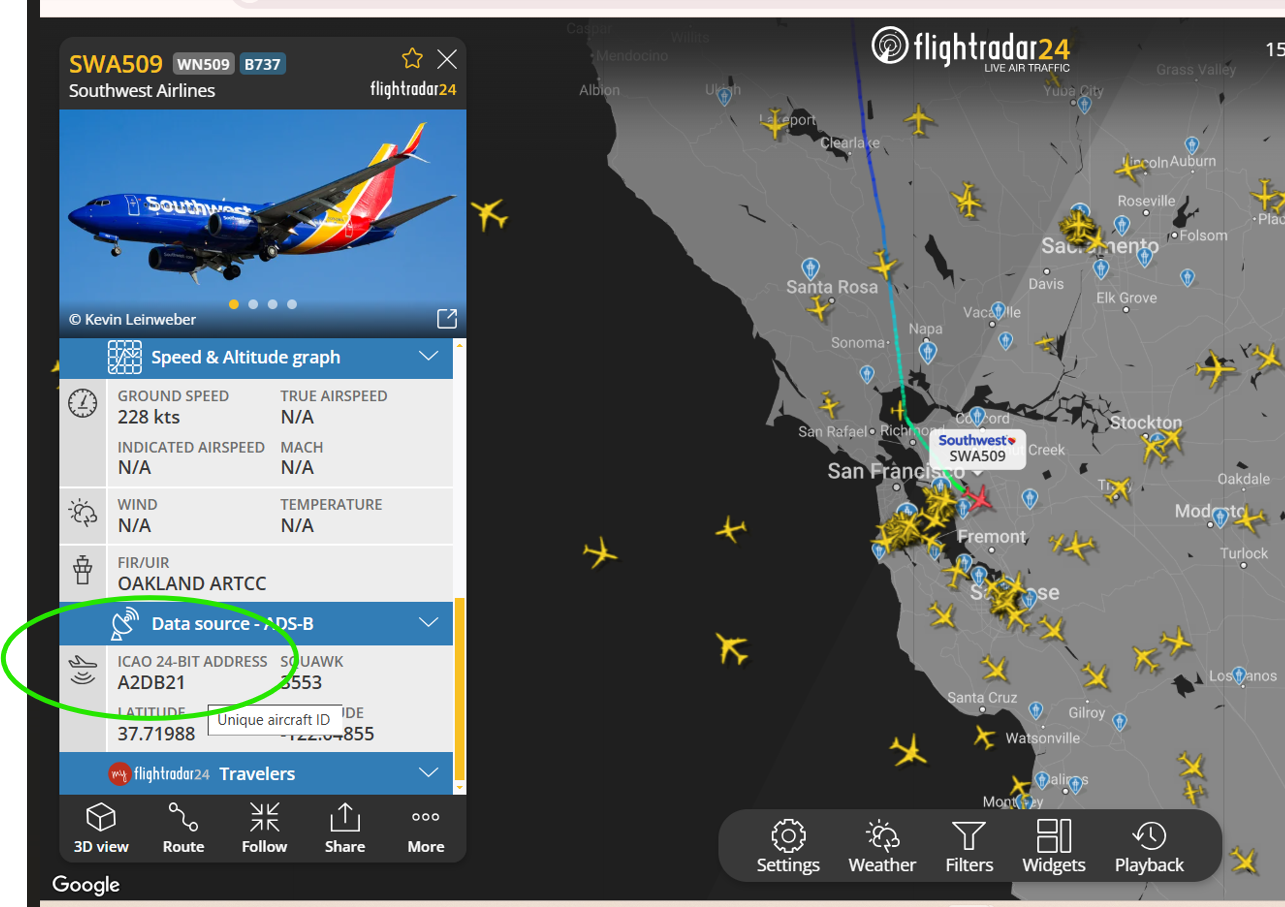 SWA509 WN509 B737
Southwest Airlines
flightradar24
Southwest
© Kevin Leinweber
Speed & Altitude graph
GROUND SPEED TRUE AIRSPEED
228 kts N/A
INDICATED AIRSPEED MACH
N/A N/A
WIND TEMPERATURE
N/A N/A
FIR/UIR
OAKLAND ARTCC
Data source - ADS-B
ICAO 24-BIT ADDRESS SQUAWK
A2DB21 3553
LATITUDE
Unique aircraft ID
37.71988
my flightradar24 Travelers
3D view Route Follow Share More
Google
flightradar24
LIVE AIR TRAFFIC
15
Willits
Mendocino
Grass Valley
Albion
Ukiah
Yuba City
Lakeport
Clearlake
Lincoln
Auburn
Roseville
Folsom
Sacramento
Santa Rosa
Davis
Elk Grove
Vacaville
Napa
Sonoma
Concord
Stockton
San Rafael
Richmond
Southwest
SWA509
Creek
San Francisco
Tracy
Oakdale
Modesto
Fremont
Turlock
San Jose
Los Banos
Santa Cruz
Gilroy
Watsonville
Salinas
Monterey
Settings Weather Filters Widgets Playback